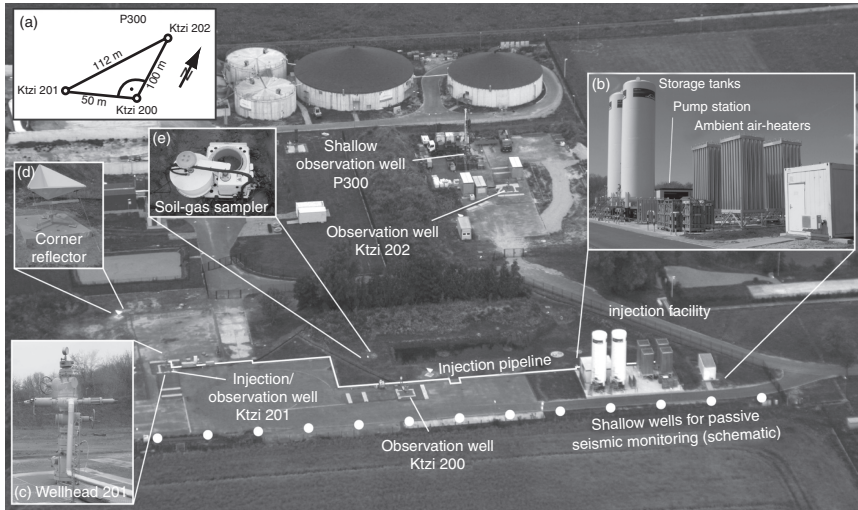 (a)
P300
Ktzi 202
112 m
100 m
N
Ktzi 201
50 m
Ktzi 200
(b)
Storage tanks
Pump station
Ambient air-heaters
(e)
Soil-gas sampler
Shallow
observation well
P300
Observation well
Ktzi 202
(d)
Corner
reflector
injection facility
Injection pipeline
Injection/
observation well
Ktzi 201
Observation well
Ktzi 200
Shallow wells for passive
seismic monitoring (schematic)
(c) Wellhead 201